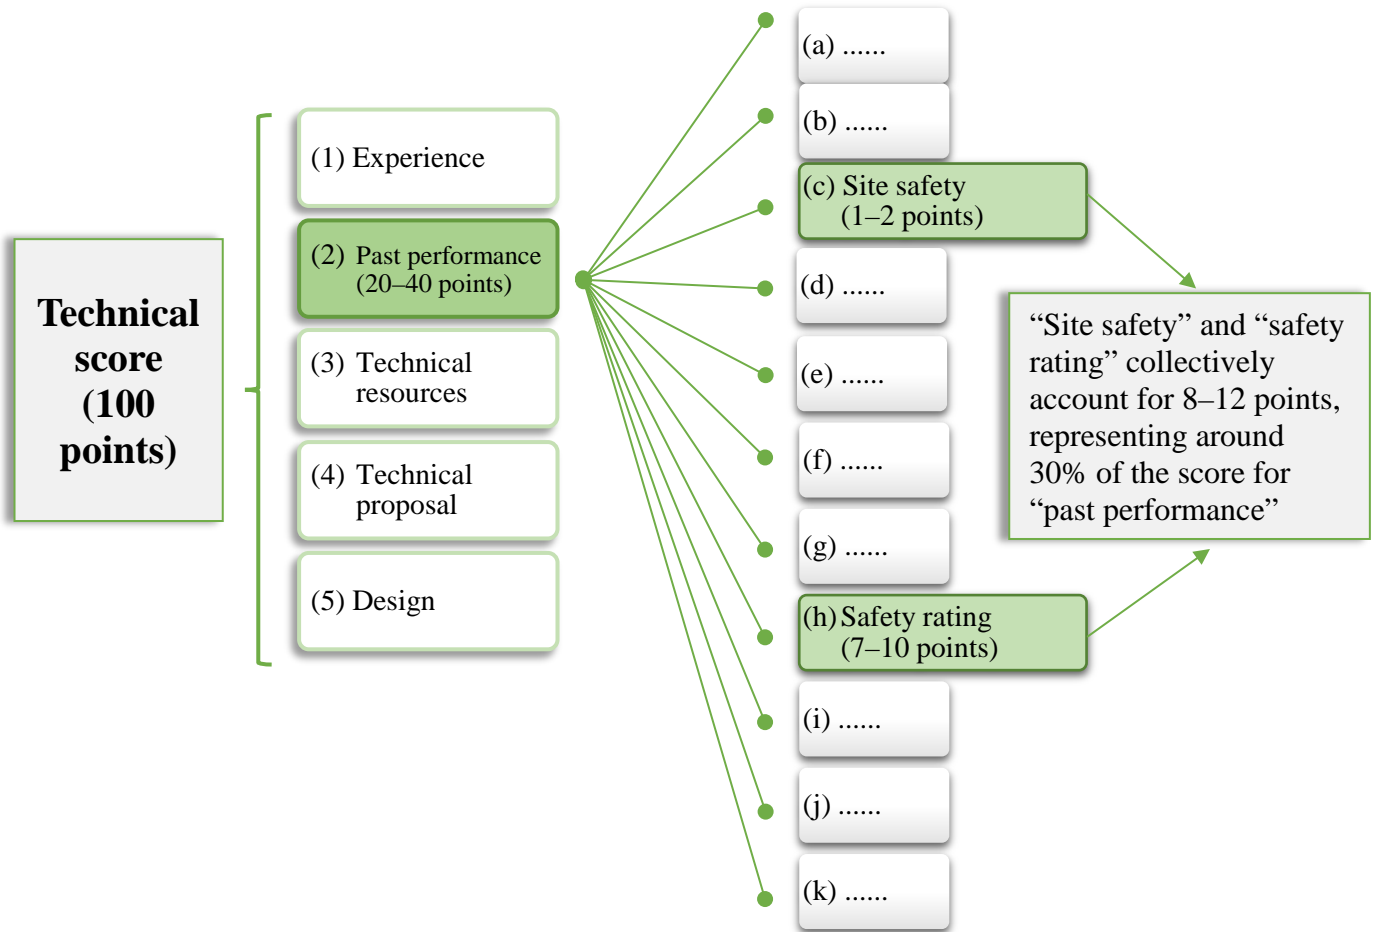 Technical
score
(100
points)
(1) Experience
(2) Past performance
(20–40 points)
(3) Technical
resources
(4) Technical
proposal
(5) Design
(a) ......
(b) ......
(c) Site safety
(1–2 points)
(d) ......
(e) ......
(f) ......
(g) ......
(h) Safety rating
(7–10 points)
(i) ......
(j) ......
(k) ......
“Site safety” and “safety
rating” collectively
account for 8–12 points,
representing around
30% of the score for
“past performance”